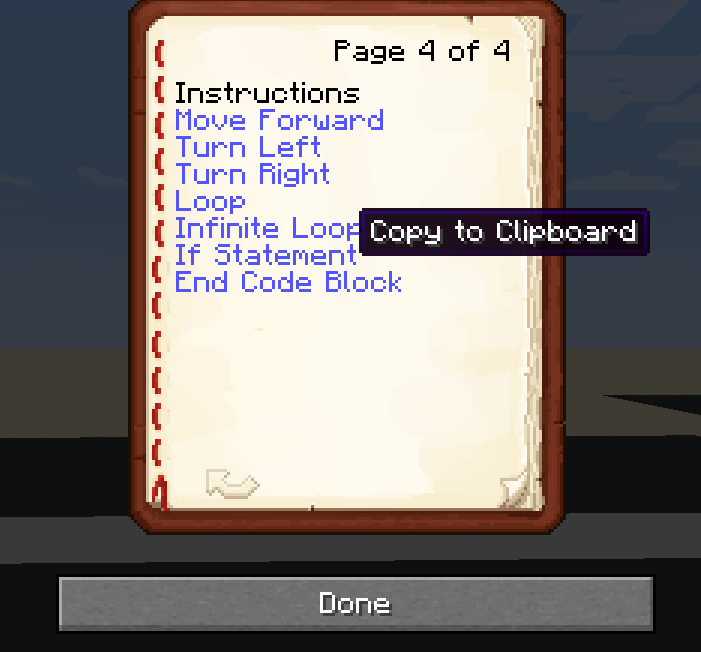 Page 4 of 4
Instructions
Move Forward
Turn Left
Turn Right
Loop
Infinite Loop
Copy to Clipboard
If Statement
End Code Block
Done